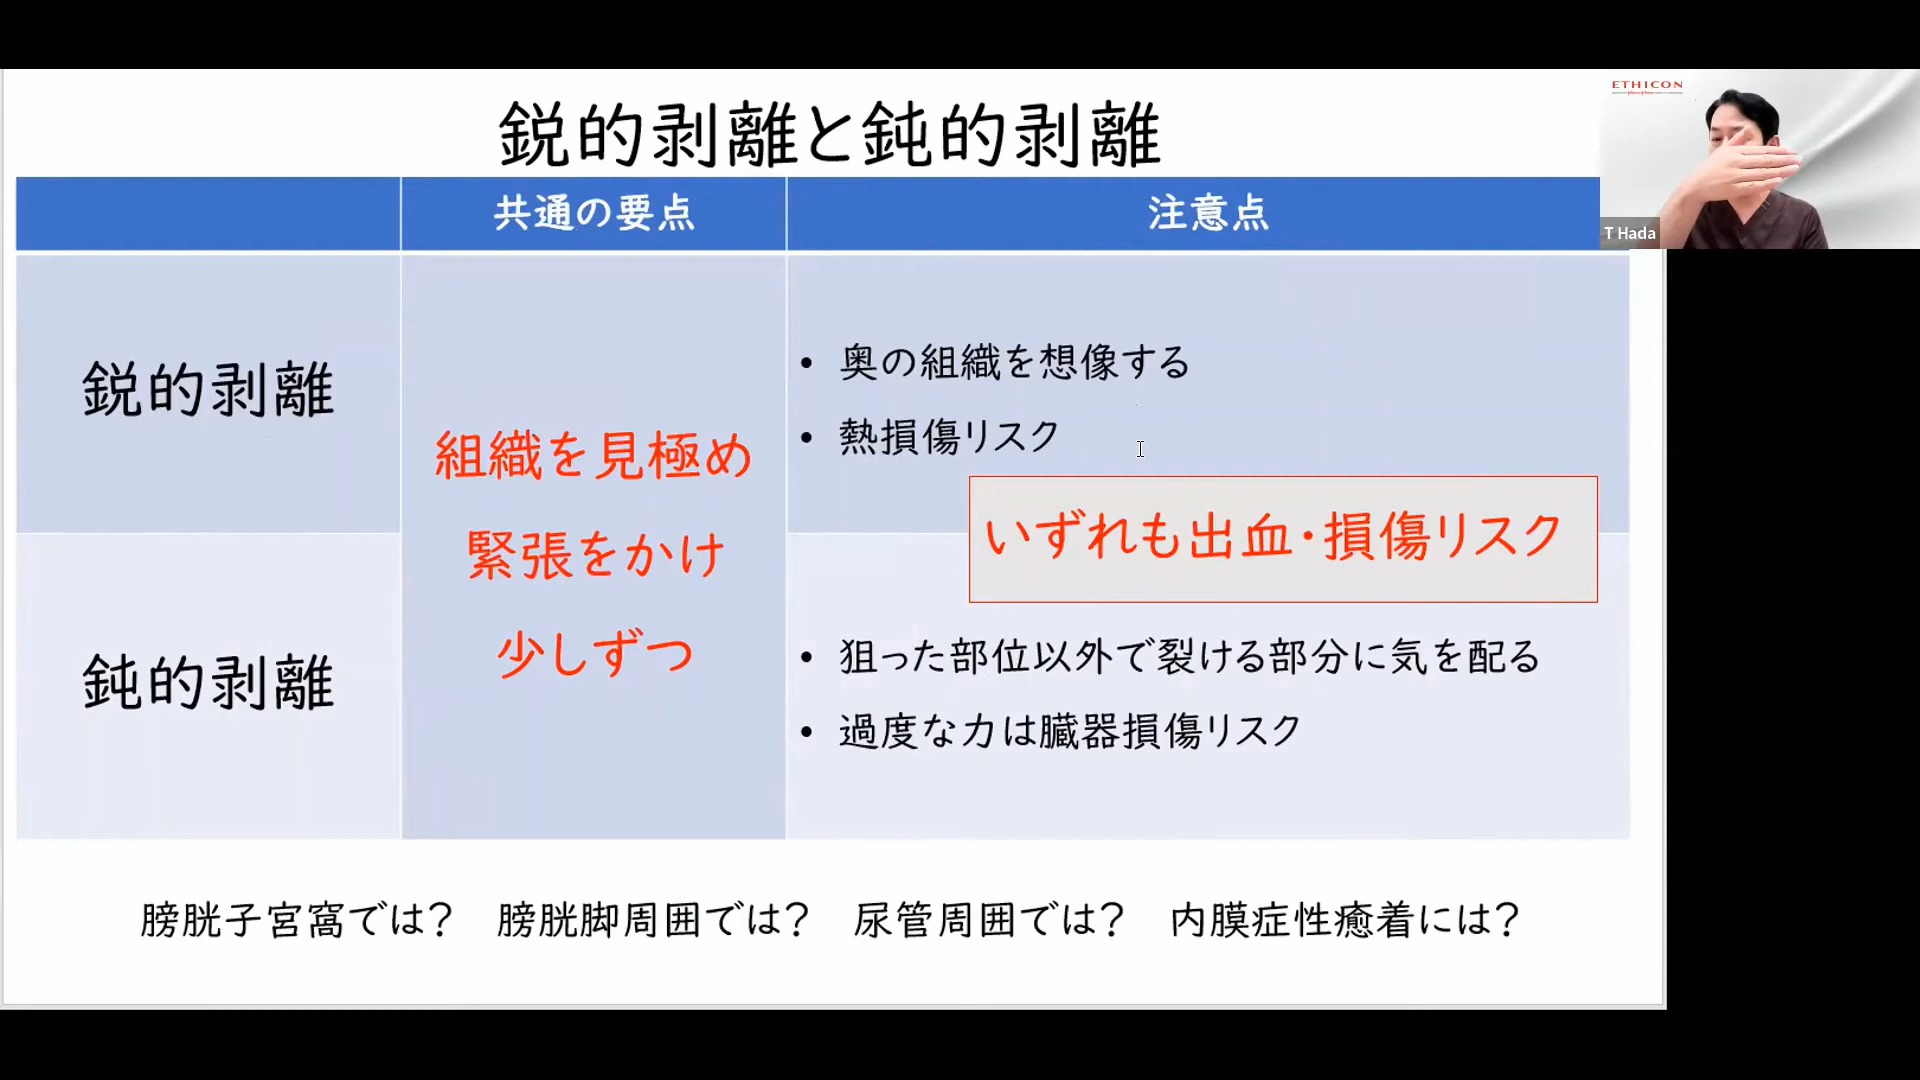 鋭的剥離と鈍的剥離
ETHICON
T Hada
共通の要点
注意点
鋭的剥離
組織を見極め
緊張をかけ
少しずつ
• 奥の組織を想像する
• 熱損傷リスク
いずれも出血・損傷リスク
鈍的剥離
• 狙った部位以外で裂ける部分に気を配る
• 過度な力は臓器損傷リスク
膀胱子宮窩では？ 膀胱脚周囲では？ 尿管周囲では？ 内膜症性癒着には？